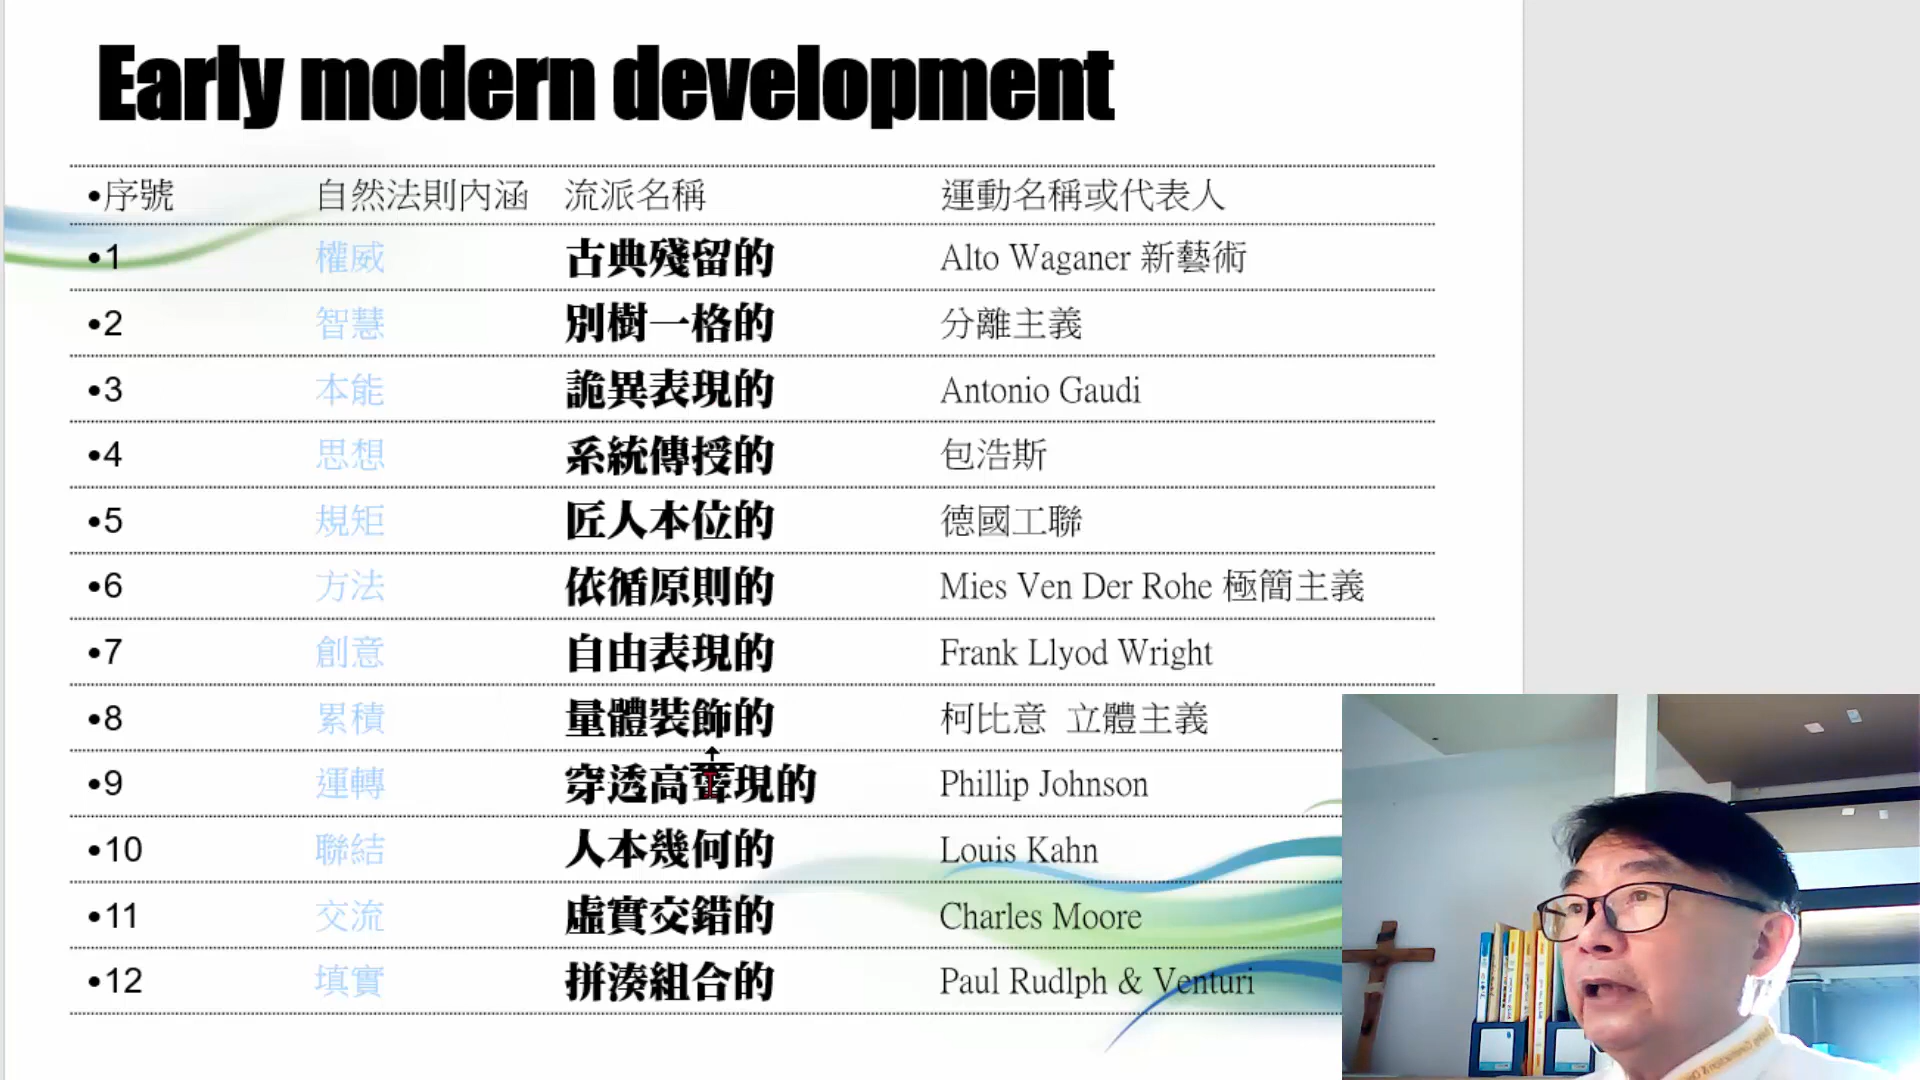 Early modern development
•序號 自然法則內涵 流派名稱 運動名稱或代表人
•1 權威 古典殘留的 Alto Waganer 新藝術
•2 智慧 別樹一格的 分離主義
•3 本能 詭異表現的 Antonio Gaudi
•4 思想 系統傳授的 包浩斯
•5 規矩 匠人本位的 德國工聯
•6 方法 依循原則的 Mies Ven Der Rohe 極簡主義
•7 創意 自由表現的 Frank Llyod Wright
•8 累積 量體裝飾的 柯比意 立體主義
•9 運轉 穿透高聳現的 Phillip Johnson
•10 聯結 人本幾何的 Louis Kahn
•11 交流 虛實交錯的 Charles Moore
•12 填實 拼湊組合的 Paul Rudlph & Venturi